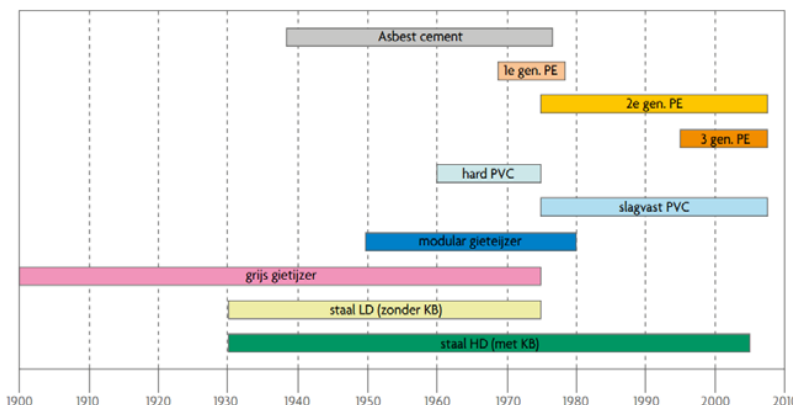 Asbest cement
1e gen. PE
2e gen. PE
3 gen. PE
hard PVC
slagvast PVC
modular gieteijzer
grijs gietijzer
staal LD (zonder KB)
staal HD (met KB)
1900 1910 1920 1930 1940 1950 1960 1970 1980 1990 2000 2010